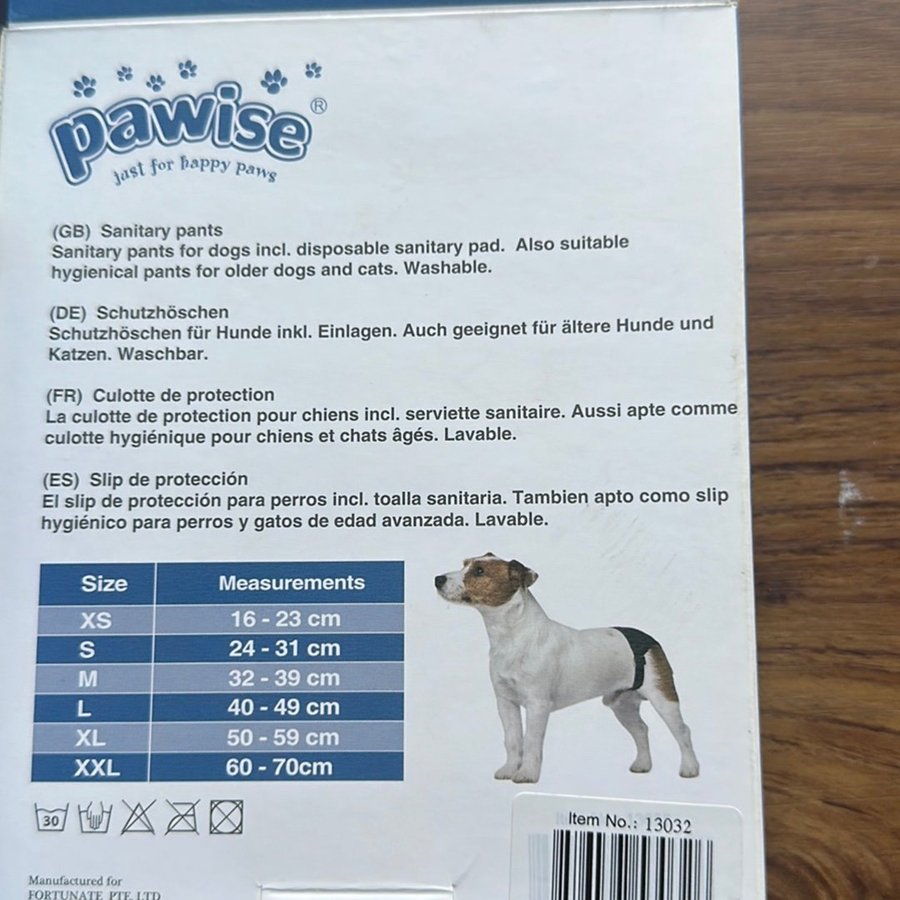 pawise®
just for happy paws
(GB) Sanitary pants
Sanitary pants for dogs incl. disposable sanitary pad. Also suitable
hygienical pants for older dogs and cats. Washable.
(DE) Schutzhöschen
Schutzhöschen für Hunde inkl. Einlagen. Auch geeignet für ältere Hunde und
Katzen. Waschbar.
(FR) Culotte de protection
La culotte de protection pour chiens incl. serviette sanitaire. Aussi apte comme
culotte hygiénique pour chiens et chats âgés. Lavable.
(ES) Slip de protección
El slip de protección para perros incl. toalla sanitaria. Tambien apto como slip
hygiénico para perros y gatos de edad avanzada. Lavable.
Size Measurements
XS 16 - 23 cm
S 24 - 31 cm
M 32 - 39 cm
L 40 - 49 cm
XL 50 - 59 cm
XXL 60 - 70cm
30
Item No.: 13032
Manufactured for
FORTUNATE PTE. LTD